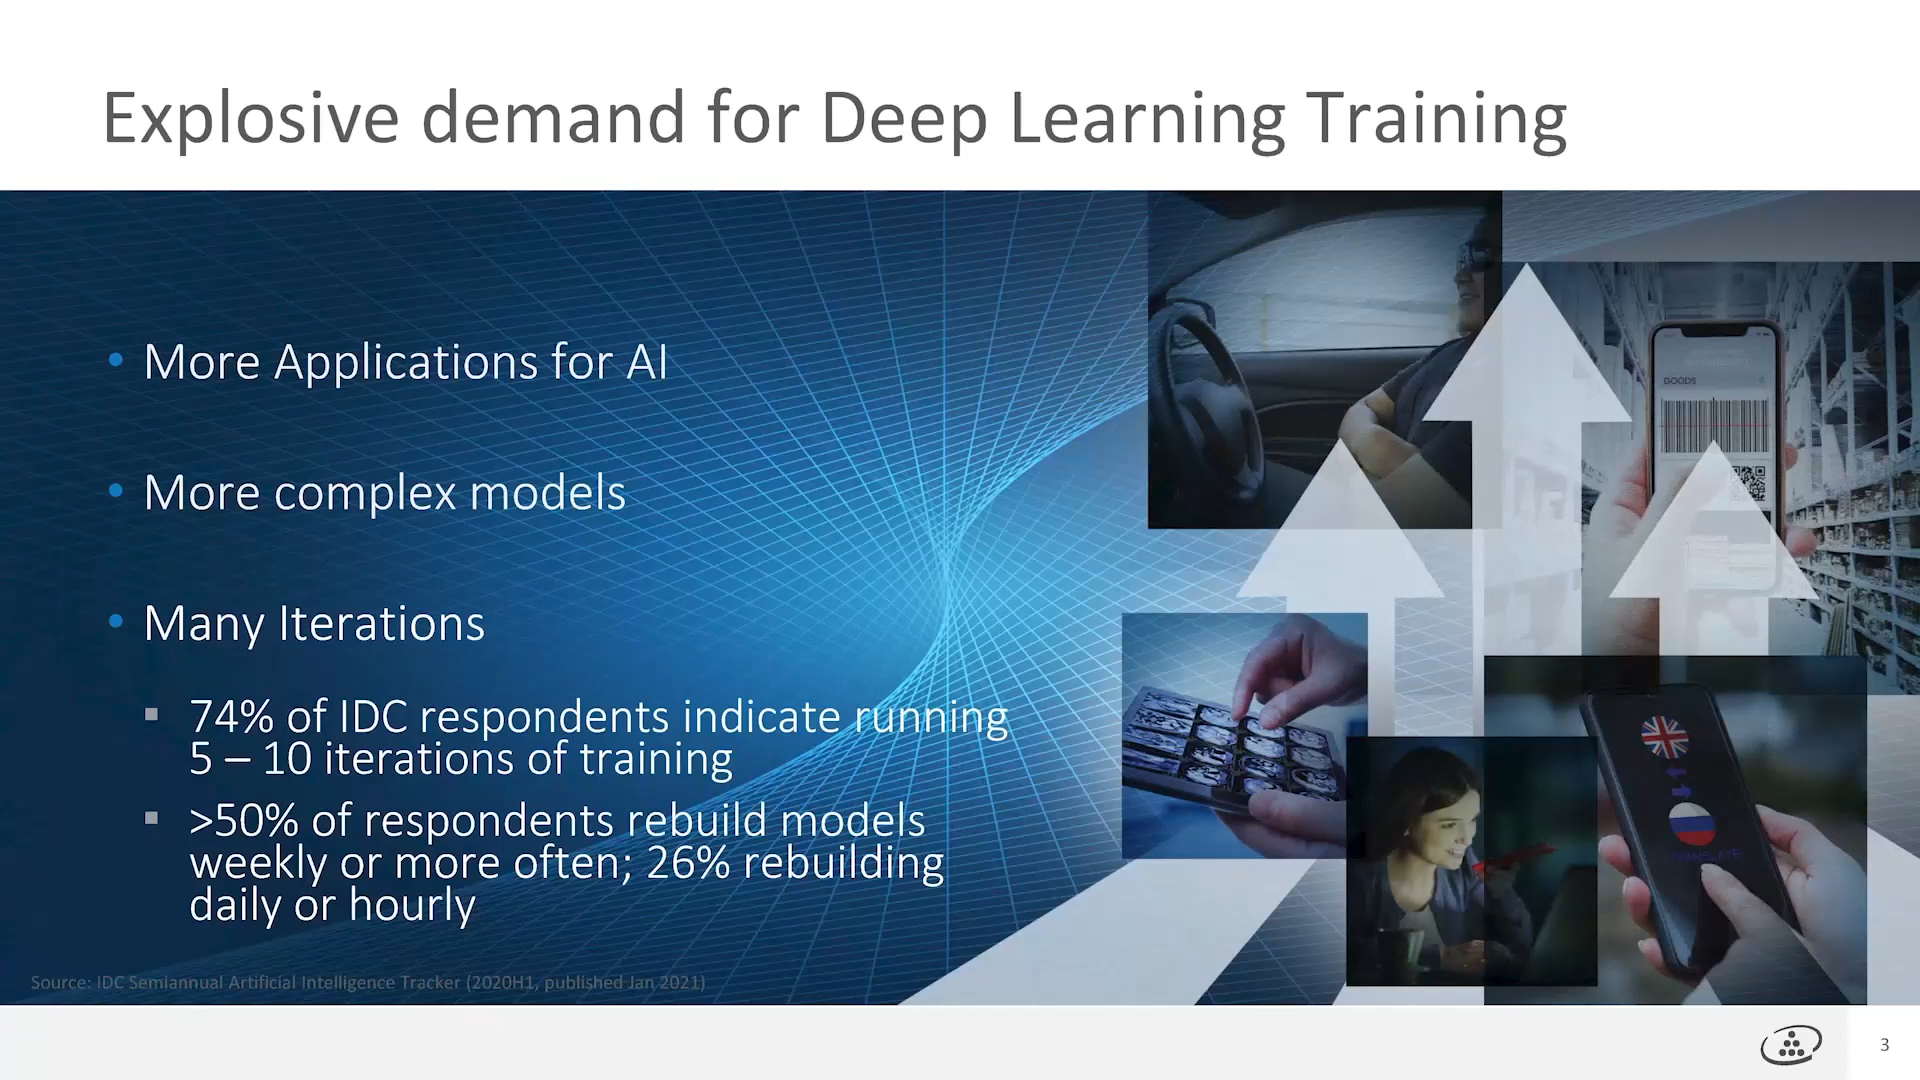 Explosive demand for Deep Learning Training
• More Applications for AI
• More complex models
• Many Iterations
▪ 74% of IDC respondents indicate running
5 – 10 iterations of training
▪ >50% of respondents rebuild models
weekly or more often; 26% rebuilding
daily or hourly
GOODS
TRANSLATE
Source: IDC Semiannual Artificial Intelligence Tracker (2020H1, published Jan 2021)
3